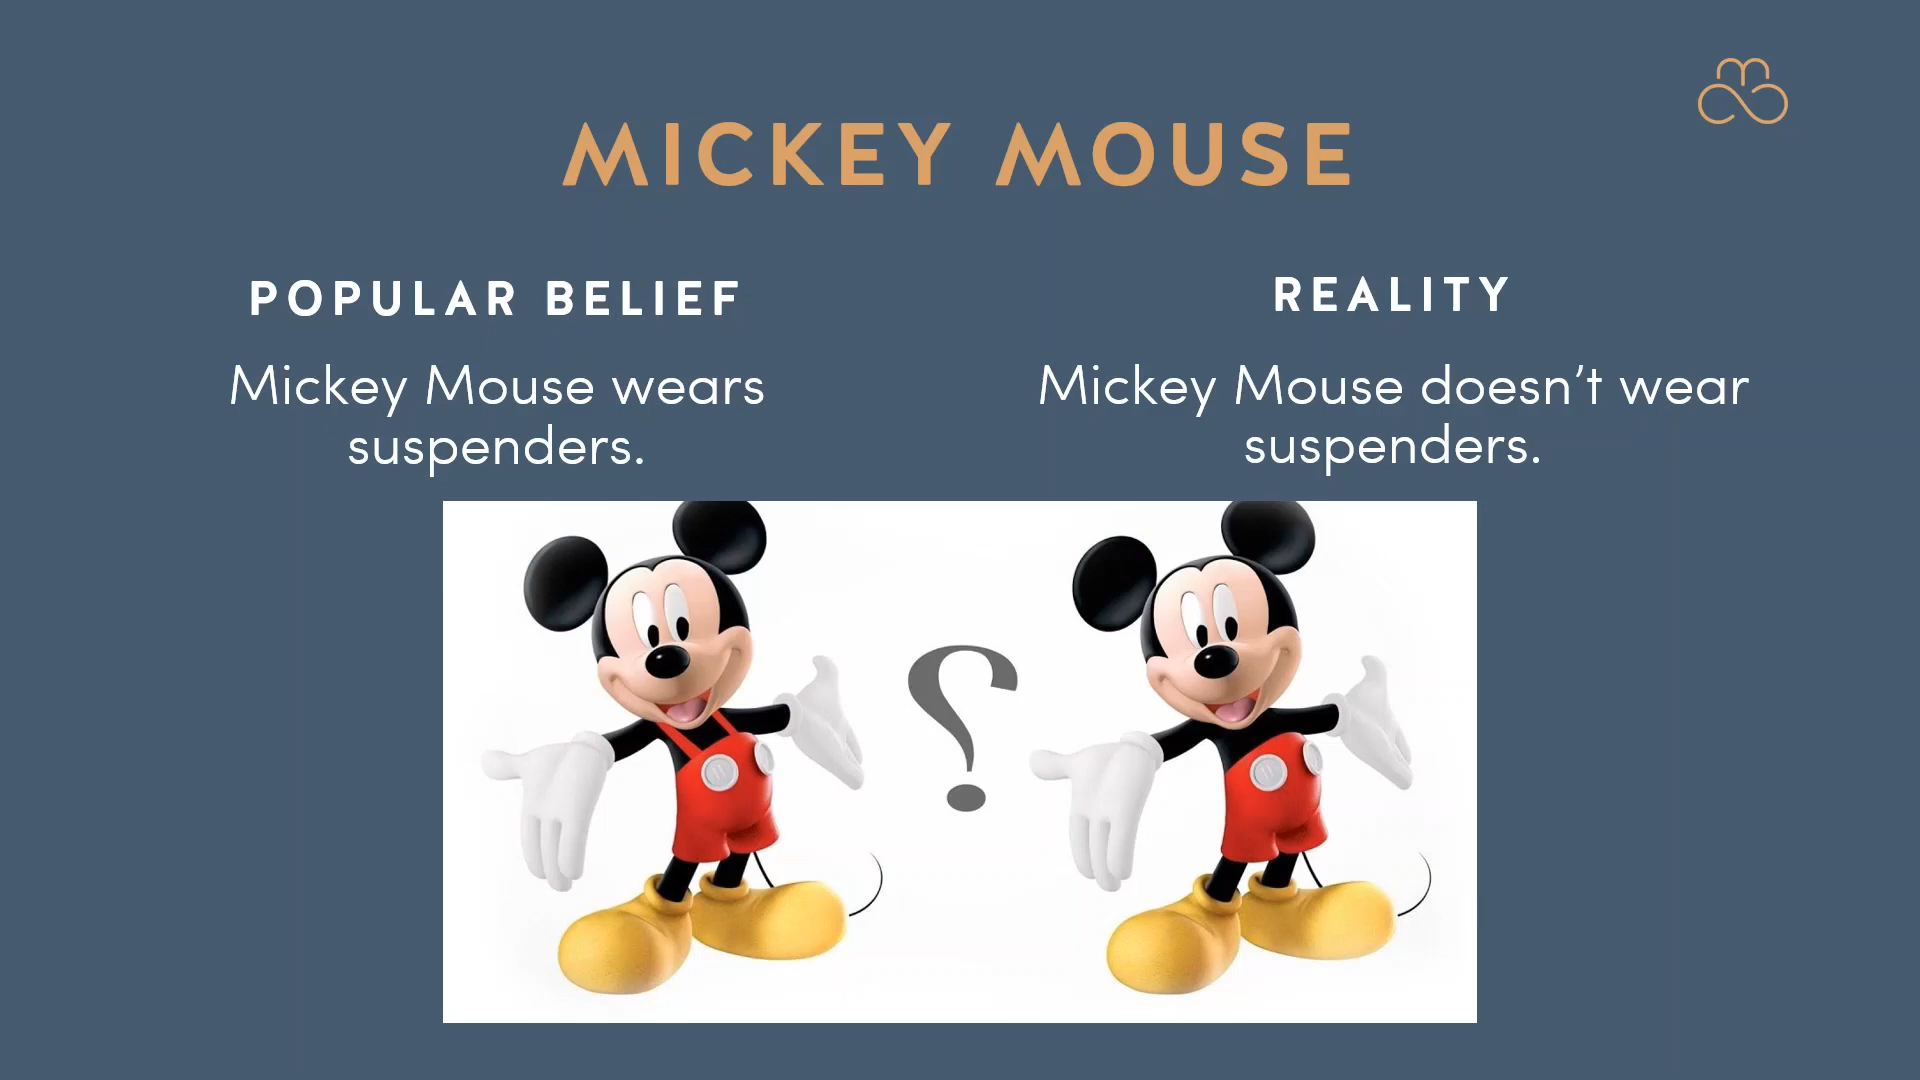 MICKEY MOUSE
POPULAR BELIEF
Mickey Mouse wears
suspenders.
REALITY
Mickey Mouse doesn’t wear
suspenders.
?